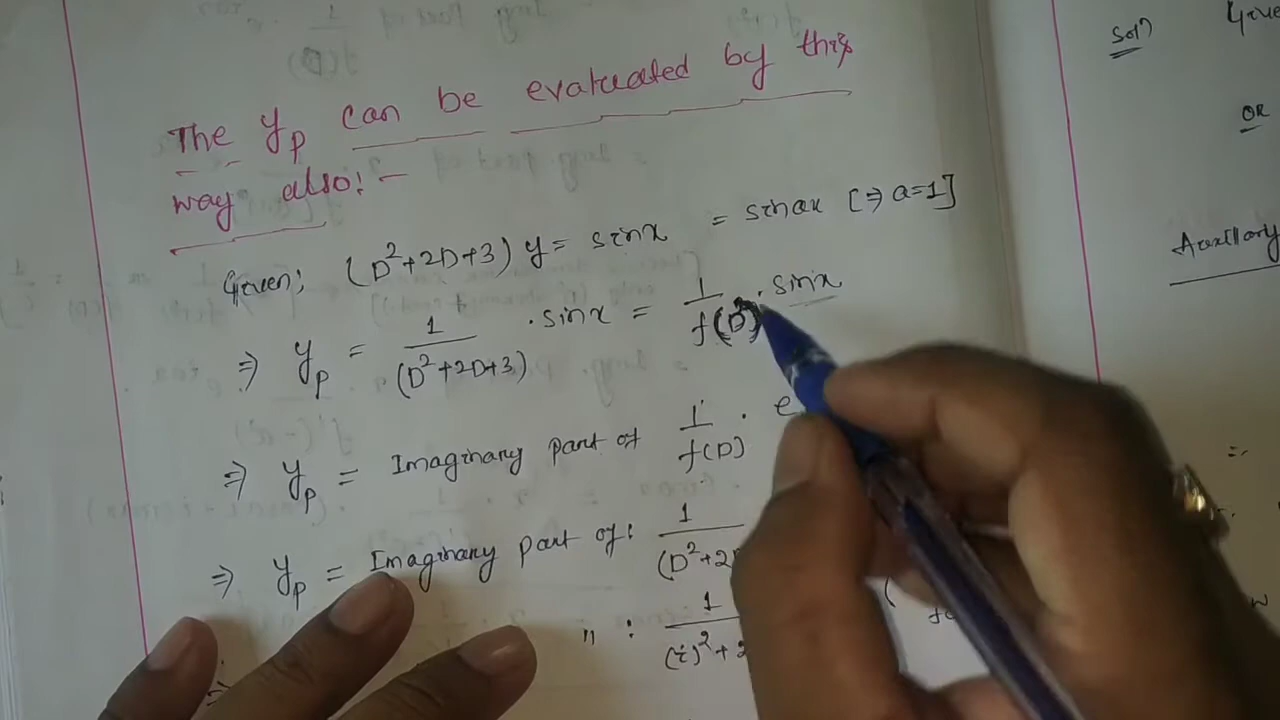 The yp can be evaluated by this
way also:-
Given; (D²+2D+3) y = sinx = sinax [⇒ a=1]
⇒ yp = 1/(D²+2D+3) . sinx = 1/f(D) . sinx
⇒ yp = Imaginary part of 1/f(D) . e
⇒ yp = Imaginary part of: 1/(D²+2
" : 1/(i)²+2
Soln
OR
Auxillary